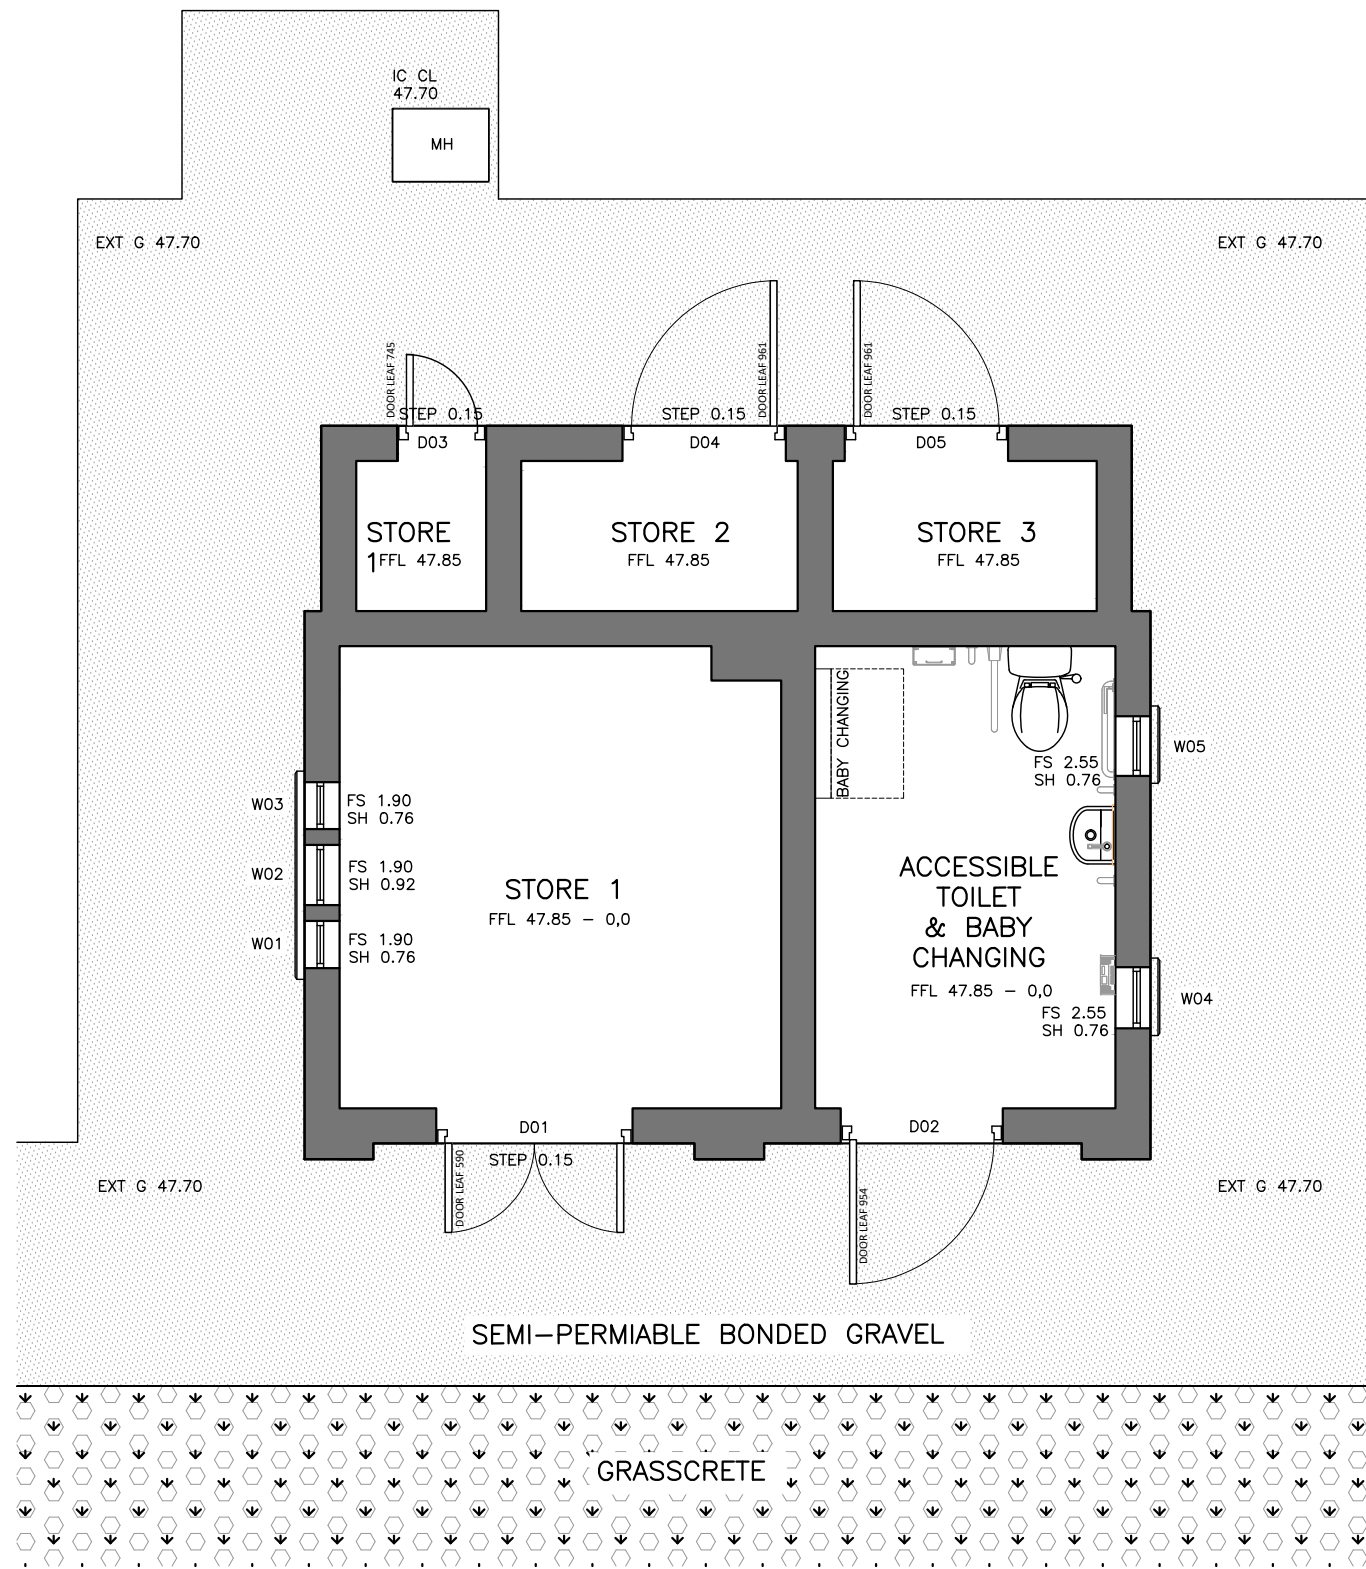 IC CL
47.70
MH
EXT G 47.70
EXT G 47.70
DOOR LEAF 745
DOOR LEAF 961
DOOR LEAF 961
STEP 0.15
STEP 0.15
STEP 0.15
D03
D04
D05
STORE
1
FFL 47.85
STORE 2
FFL 47.85
STORE 3
FFL 47.85
BABY CHANGING
W05
FS 2.55
SH 0.76
W03
FS 1.90
SH 0.76
W02
FS 1.90
SH 0.92
W01
FS 1.90
SH 0.76
STORE 1
FFL 47.85 – 0,0
ACCESSIBLE
TOILET
& BABY
CHANGING
FFL 47.85 – 0,0
W04
FS 2.55
SH 0.76
D01
D02
STEP 0.15
DOOR LEAF 590
DOOR LEAF 954
EXT G 47.70
EXT G 47.70
SEMI–PERMIABLE BONDED GRAVEL
GRASSCRETE